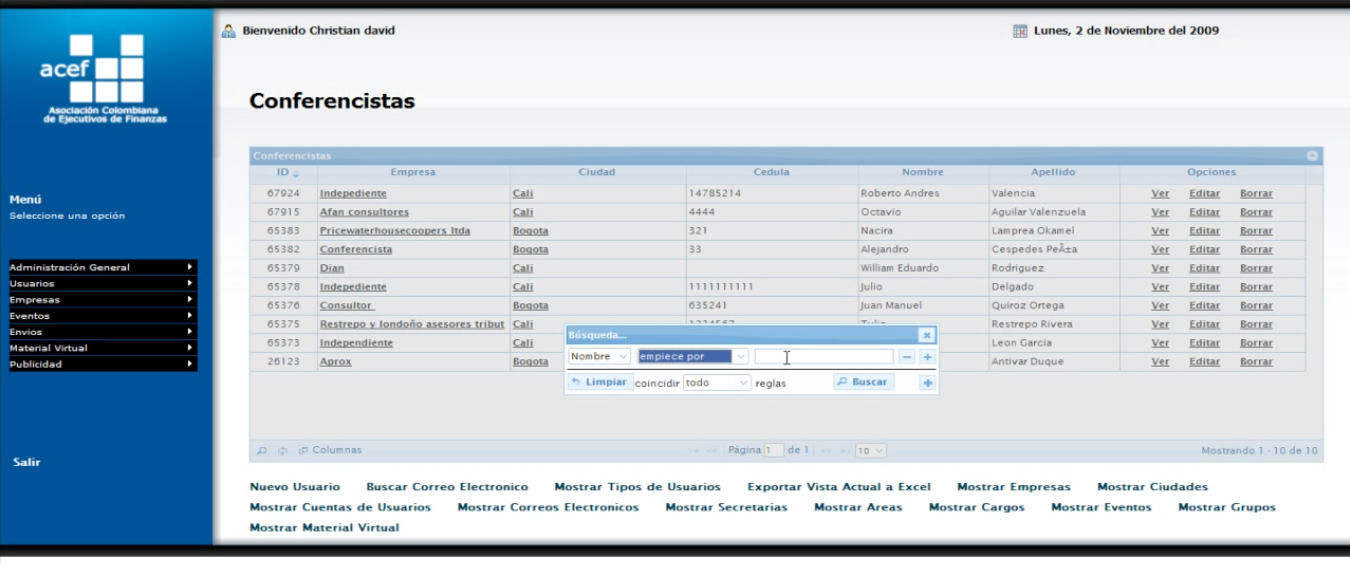 Bienvenido Christian david
Lunes, 2 de Noviembre del 2009
acef
Asociación Colombiana
de Ejecutivos de Finanzas
Conferencistas
Menú
Seleccione una opción
Administración General
Usuarios
Empresas
Eventos
Envios
Material Virtual
Publicidad
Salir
Conferencistas
ID Empresa Ciudad Cedula Nombre Apellido Opciones
67924 Indepediente Cali 14785214 Roberto Andres Valencia Ver Editar Borrar
67915 Afan consultores Cali 4444 Octavio Aguilar Valenzuela Ver Editar Borrar
65383 Pricewaterhousecoopers ltda Bogota 321 Nacira Lamprea Okamel Ver Editar Borrar
65382 Conferencista Bogota 33 Alejandro Cespedes PeÃ±a Ver Editar Borrar
65379 Dian Cali William Eduardo Rodriguez Ver Editar Borrar
65378 Indepediente Cali 1111111111 Julio Delgado Ver Editar Borrar
65376 Consultor Bogota 635241 Juan Manuel Quiroz Ortega Ver Editar Borrar
65375 Restrepo y londoño asesores tribut Cali Restrepo Rivera Ver Editar Borrar
65373 Independiente Cali Leon Garcia Ver Editar Borrar
26123 Aprox Bogota Antivar Duque Ver Editar Borrar
Búsqueda...
Nombre empiece por
Limpiar coincidir todo reglas Buscar
Columnas Página 1 de 1 10 Mostrando 1 - 10 de 10
Nuevo Usuario Buscar Correo Electronico Mostrar Tipos de Usuarios Exportar Vista Actual a Excel Mostrar Empresas Mostrar Ciudades
Mostrar Cuentas de Usuarios Mostrar Correos Electronicos Mostrar Secretarias Mostrar Areas Mostrar Cargos Mostrar Eventos Mostrar Grupos
Mostrar Material Virtual